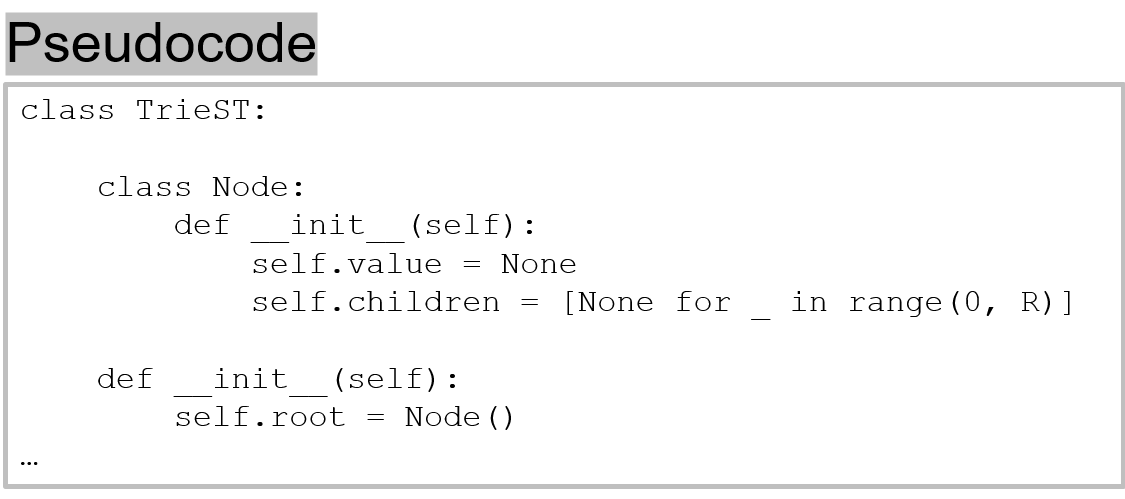 Pseudocode
class TrieST:
    class Node:
        def __init__(self):
            self.value = None
            self.children = [None for _ in range(0, R)]
    def __init__(self):
        self.root = Node()
…